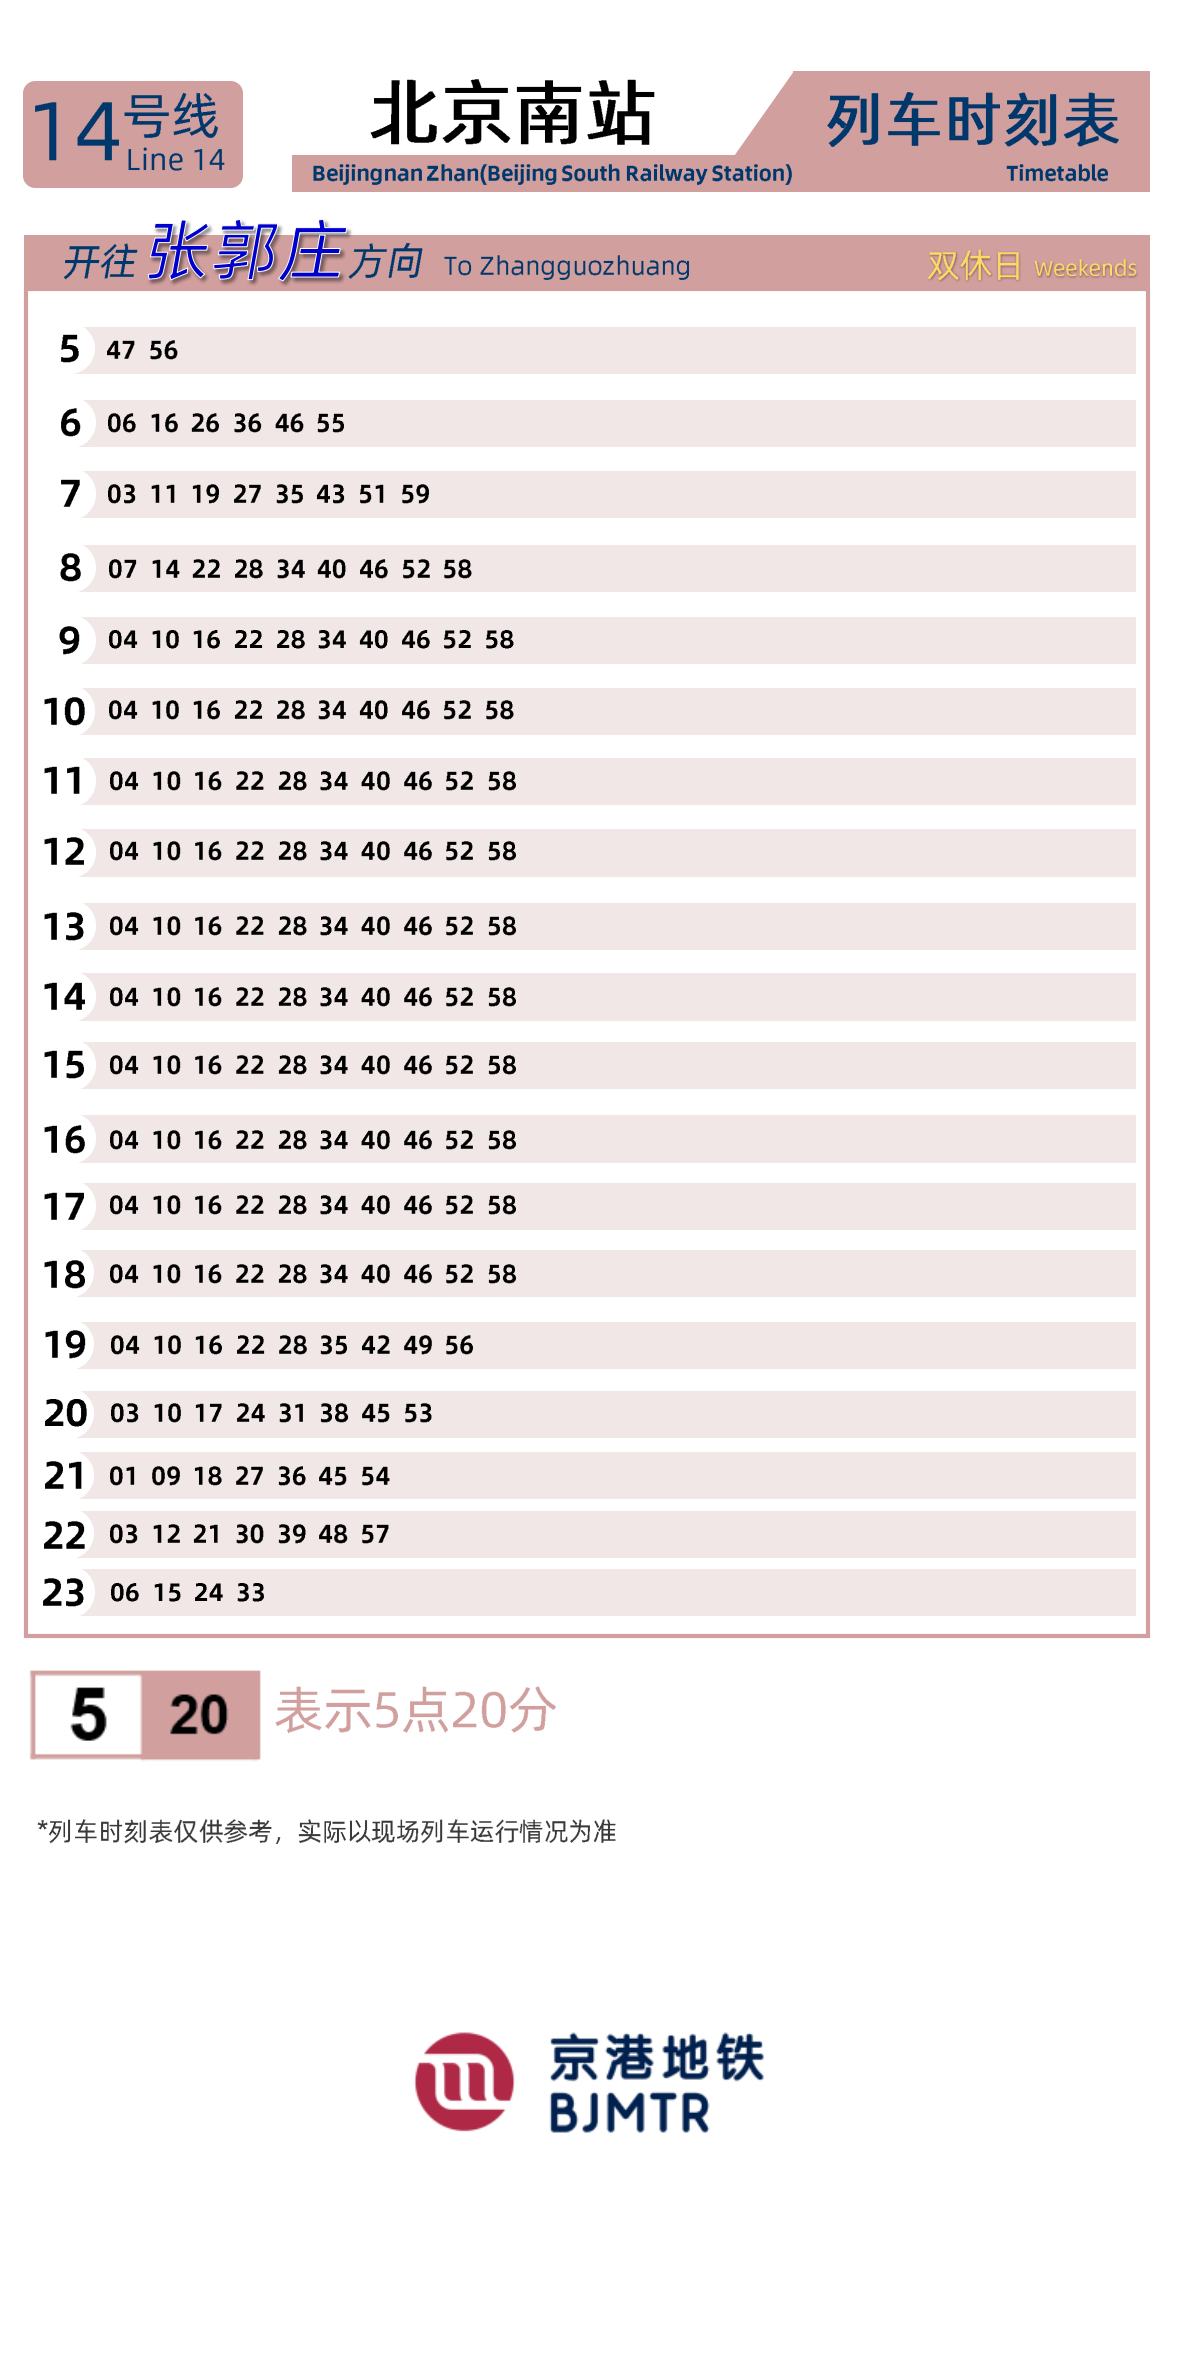 14号线
Line 14
北京南站
Beijingnan Zhan(Beijing South Railway Station)
列车时刻表
Timetable
开往 张郭庄 方向 To Zhangguozhuang 双休日 Weekends
5 47 56
6 06 16 26 36 46 55
7 03 11 19 27 35 43 51 59
8 07 14 22 28 34 40 46 52 58
9 04 10 16 22 28 34 40 46 52 58
10 04 10 16 22 28 34 40 46 52 58
11 04 10 16 22 28 34 40 46 52 58
12 04 10 16 22 28 34 40 46 52 58
13 04 10 16 22 28 34 40 46 52 58
14 04 10 16 22 28 34 40 46 52 58
15 04 10 16 22 28 34 40 46 52 58
16 04 10 16 22 28 34 40 46 52 58
17 04 10 16 22 28 34 40 46 52 58
18 04 10 16 22 28 34 40 46 52 58
19 04 10 16 22 28 35 42 49 56
20 03 10 17 24 31 38 45 53
21 01 09 18 27 36 45 54
22 03 12 21 30 39 48 57
23 06 15 24 33
5 20 表示5点20分
*列车时刻表仅供参考，实际以现场列车运行情况为准
京港地铁
BJMTR